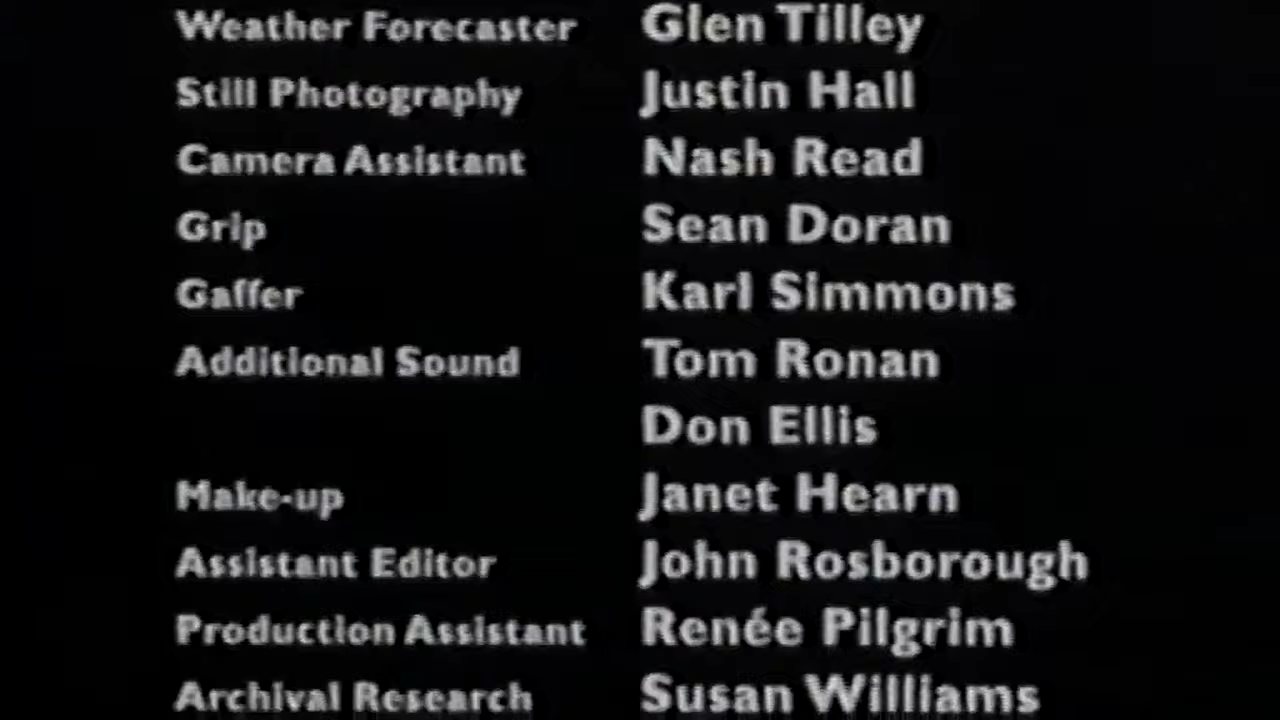 Weather Forecaster Glen Tilley
Still Photography Justin Hall
Camera Assistant Nash Read
Grip Sean Doran
Gaffer Karl Simmons
Additional Sound Tom Ronan
Don Ellis
Make-up Janet Hearn
Assistant Editor John Rosborough
Production Assistant Renée Pilgrim
Archival Research Susan Williams